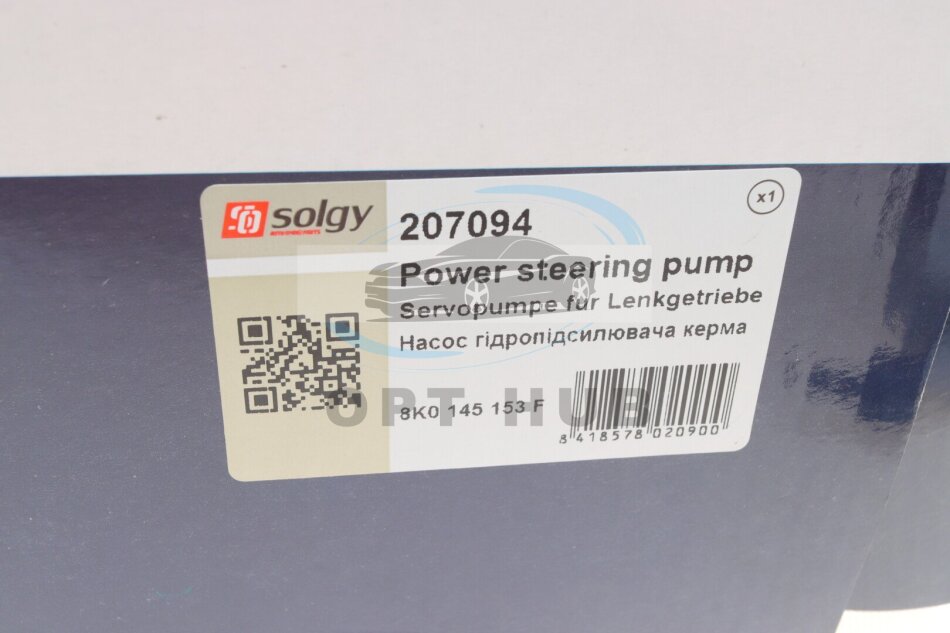 solgy
207094
x1
Power steering pump
Servopumpe für Lenkgetriebe
Насос гідропідсилювача керма
8K0 145 153 F
8 418578 020900
OPT HUB